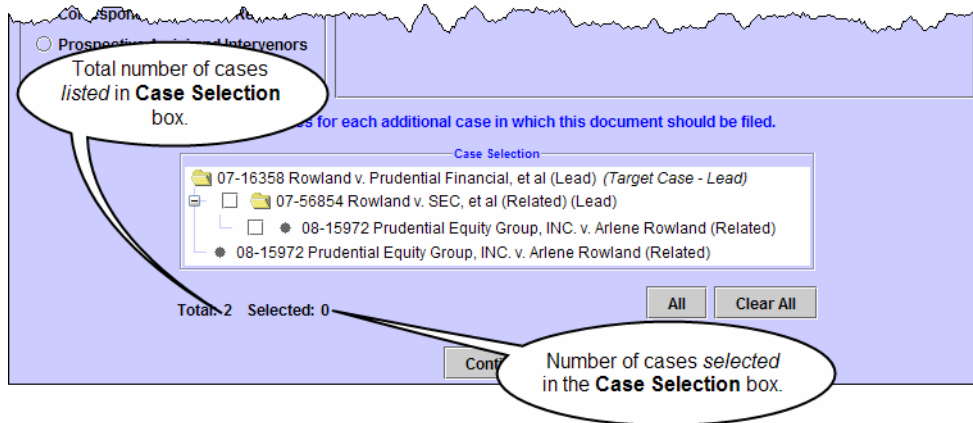 Prospective Amici and Intervenors
Total number of cases
listed in Case Selection
box.
for each additional case in which this document should be filed.
Case Selection
07-16358 Rowland v. Prudential Financial, et al (Lead) (Target Case - Lead)
07-56854 Rowland v. SEC, et al (Related) (Lead)
08-15972 Prudential Equity Group, INC. v. Arlene Rowland (Related)
08-15972 Prudential Equity Group, INC. v. Arlene Rowland (Related)
Total: 2 Selected: 0
All Clear All
Number of cases selected
in the Case Selection box.